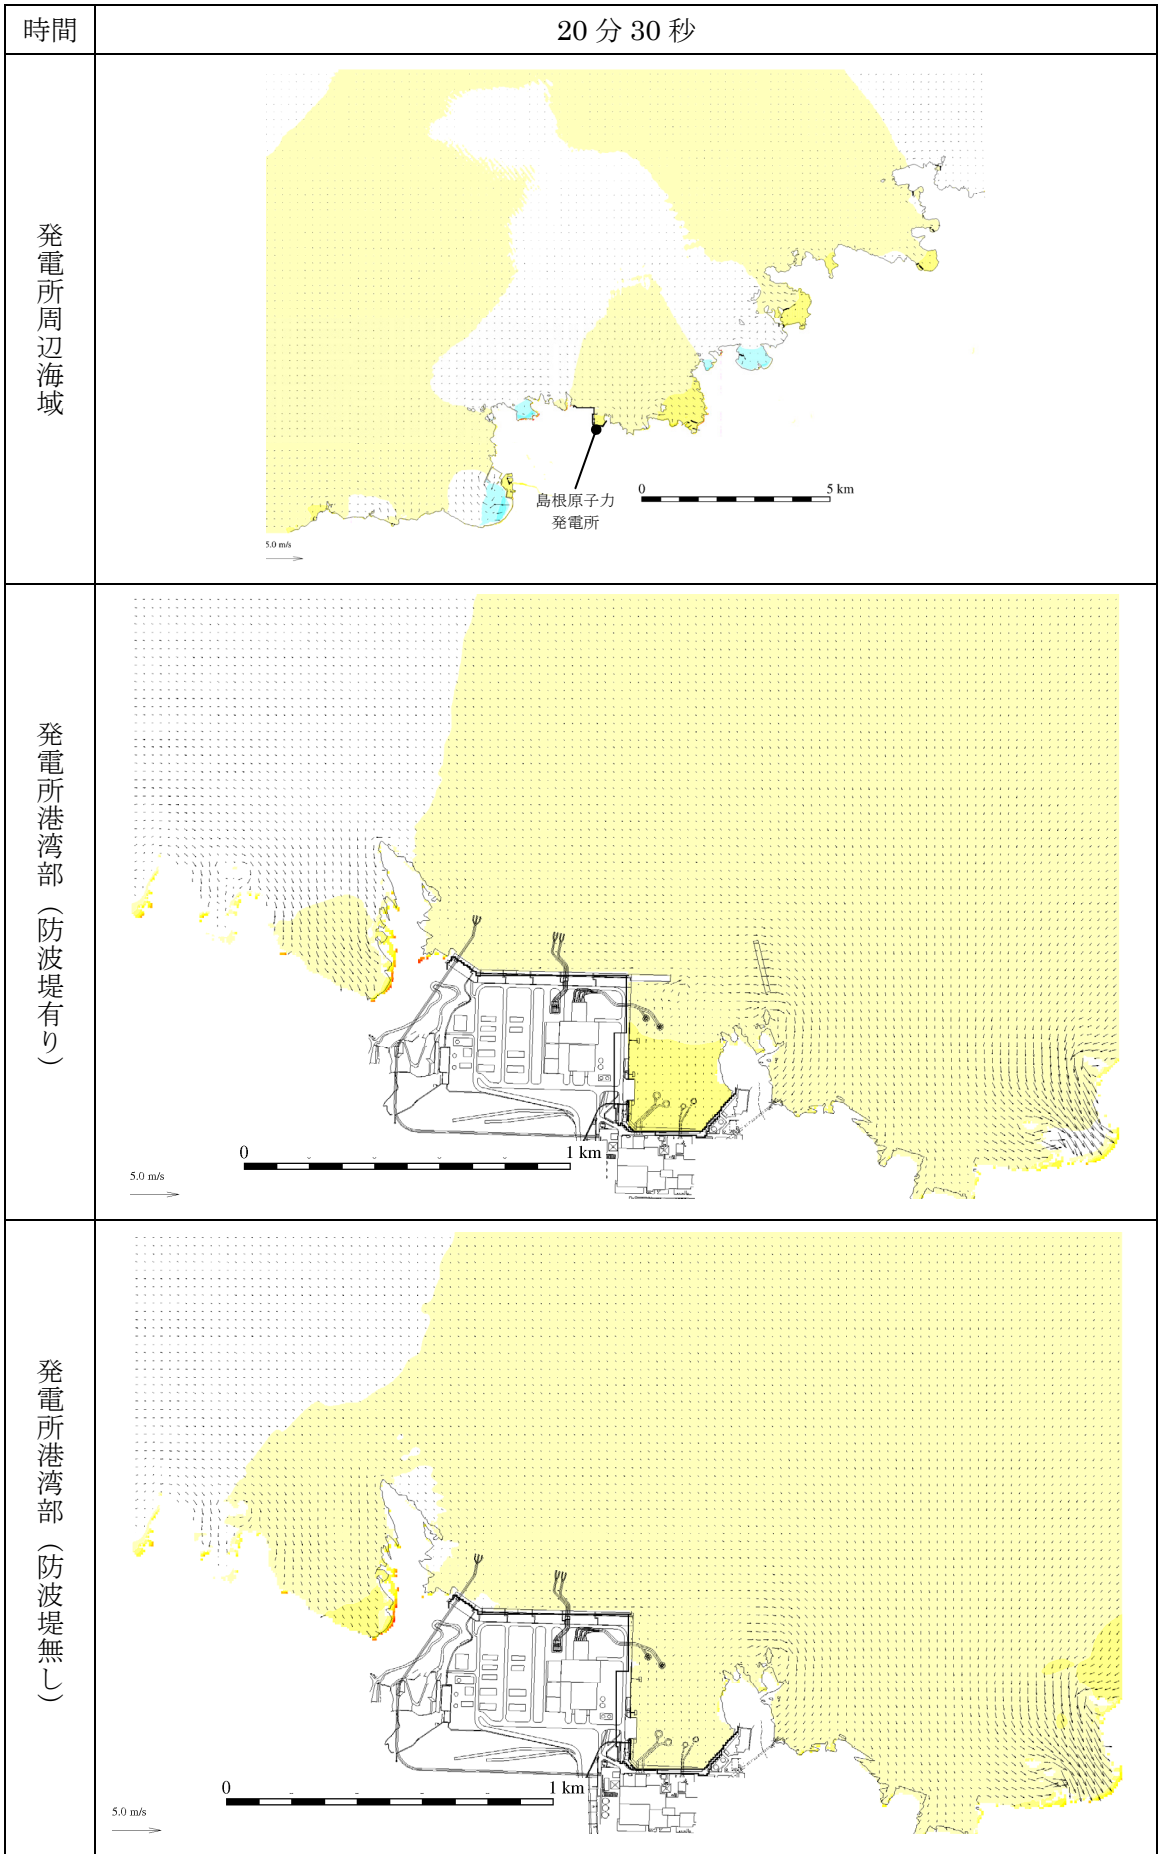 時間
20分30秒
発電所周辺海域
島根原子力
発電所
0 5 km
5.0 m/s
発電所港湾部（防波堤有り）
0 1 km
5.0 m/s
発電所港湾部（防波堤無し）
0 1 km
5.0 m/s